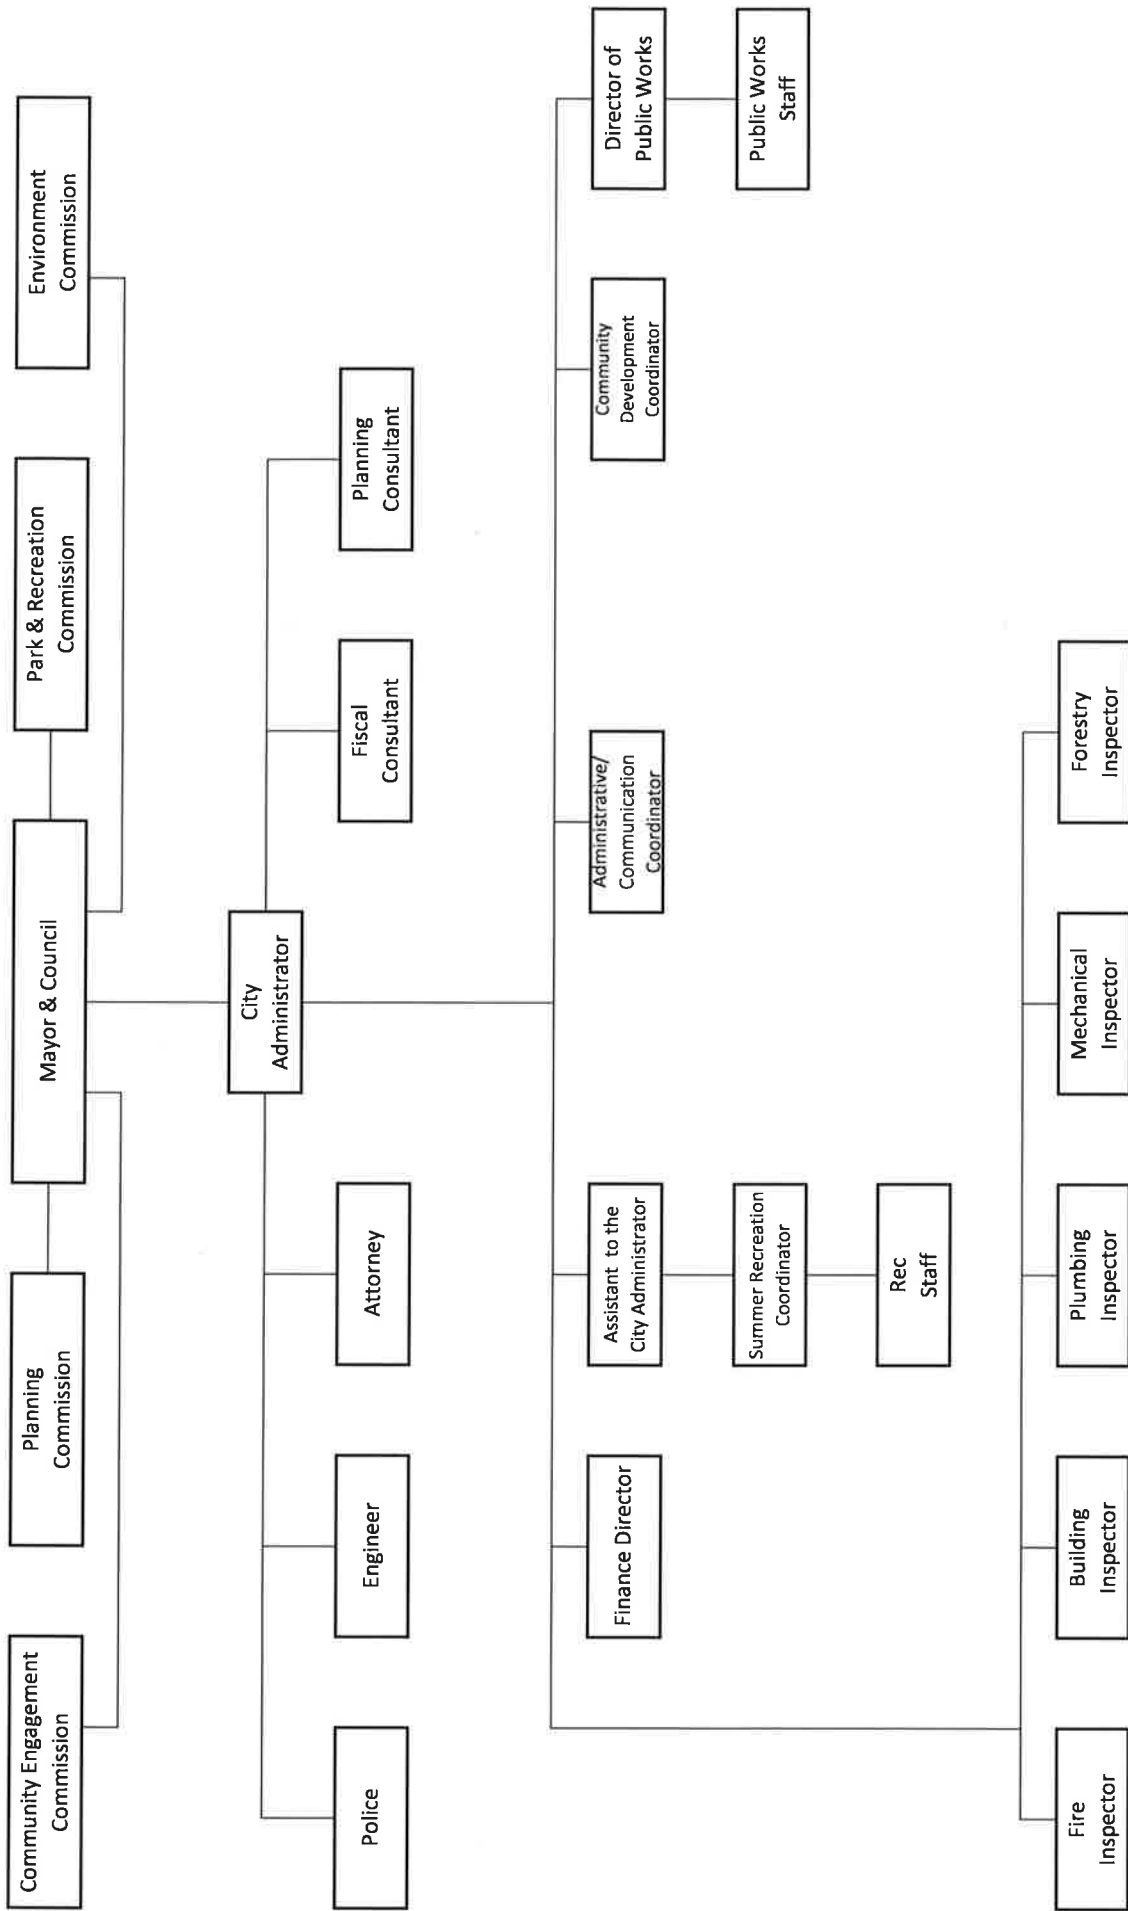 Community Engagement
Commission
Planning
Commission
Mayor & Council
Park & Recreation
Commission
Environment
Commission
City
Administrator
Police
Engineer
Attorney
Fiscal
Consultant
Planning
Consultant
Finance Director
Assistant to the
City Administrator
Administrative/
Communication
Coordinator
Community
Development
Coordinator
Director of
Public Works
Summer Recreation
Coordinator
Public Works
Staff
Rec
Staff
Fire
Inspector
Building
Inspector
Plumbing
Inspector
Mechanical
Inspector
Forestry
Inspector